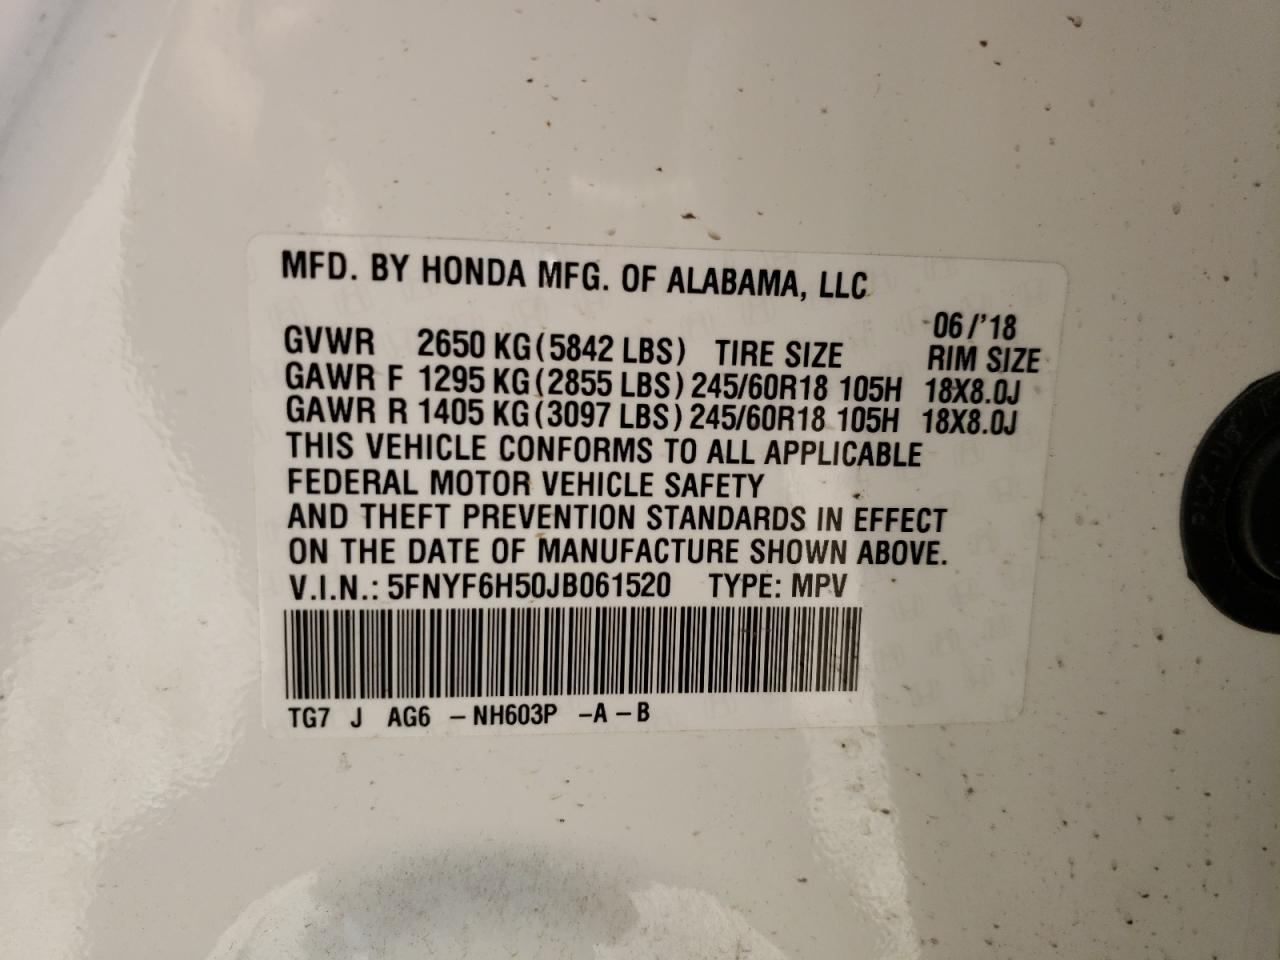 MFD. BY HONDA MFG. OF ALABAMA, LLC
06/'18
GVWR 2650 KG(5842 LBS) TIRE SIZE RIM SIZE
GAWR F 1295 KG(2855 LBS) 245/60R18 105H 18X8.0J
GAWR R 1405 KG(3097 LBS) 245/60R18 105H 18X8.0J
THIS VEHICLE CONFORMS TO ALL APPLICABLE
FEDERAL MOTOR VEHICLE SAFETY
AND THEFT PREVENTION STANDARDS IN EFFECT
ON THE DATE OF MANUFACTURE SHOWN ABOVE.
V.I.N.: 5FNYF6H50JB061520 TYPE: MPV
TG7 J AG6 -NH603P -A-B